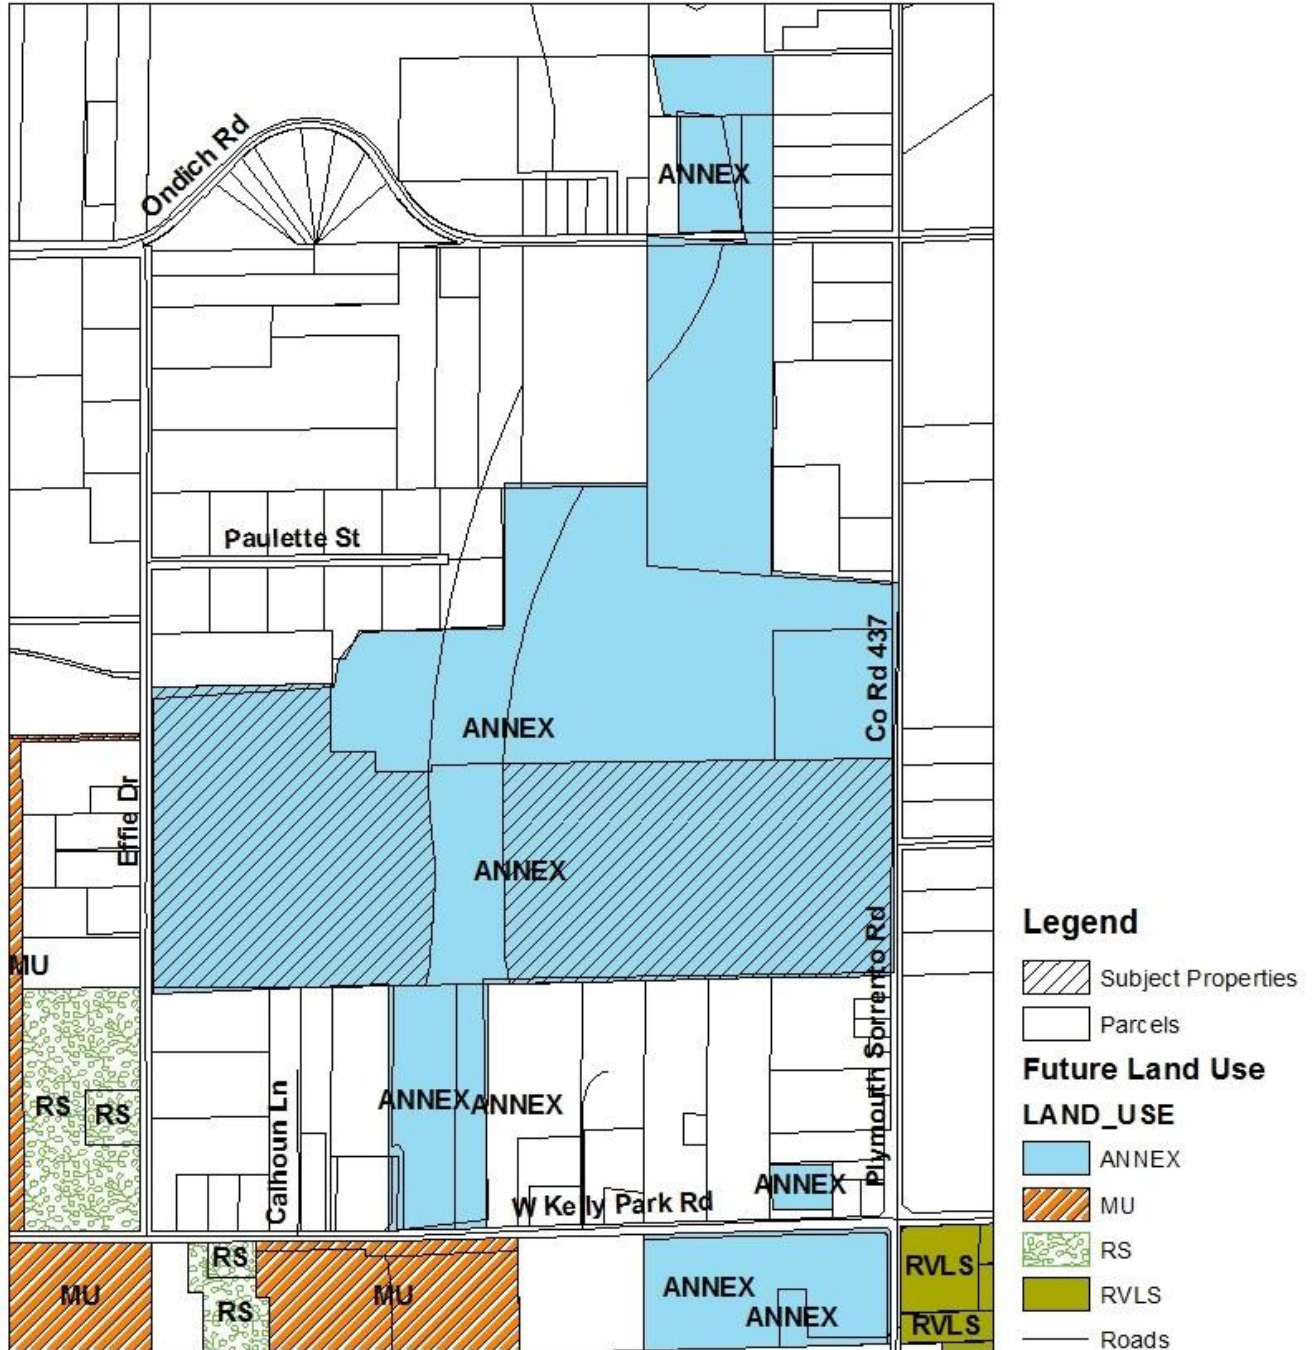 Ondich Rd
ANNEX
Paulette St
Co Rd 437
ANNEX
Effie Dr
ANNEX
MU
Plymouth Sorrento Rd
RS
RS
Calhoun Ln
ANNEX
ANNEX
ANNEX
W Kelly Park Rd
RS
RS
MU
MU
ANNEX
ANNEX
RVLS
RVLS
Legend
Subject Properties
Parcels
Future Land Use
LAND_USE
ANNEX
MU
RS
RVLS
Roads